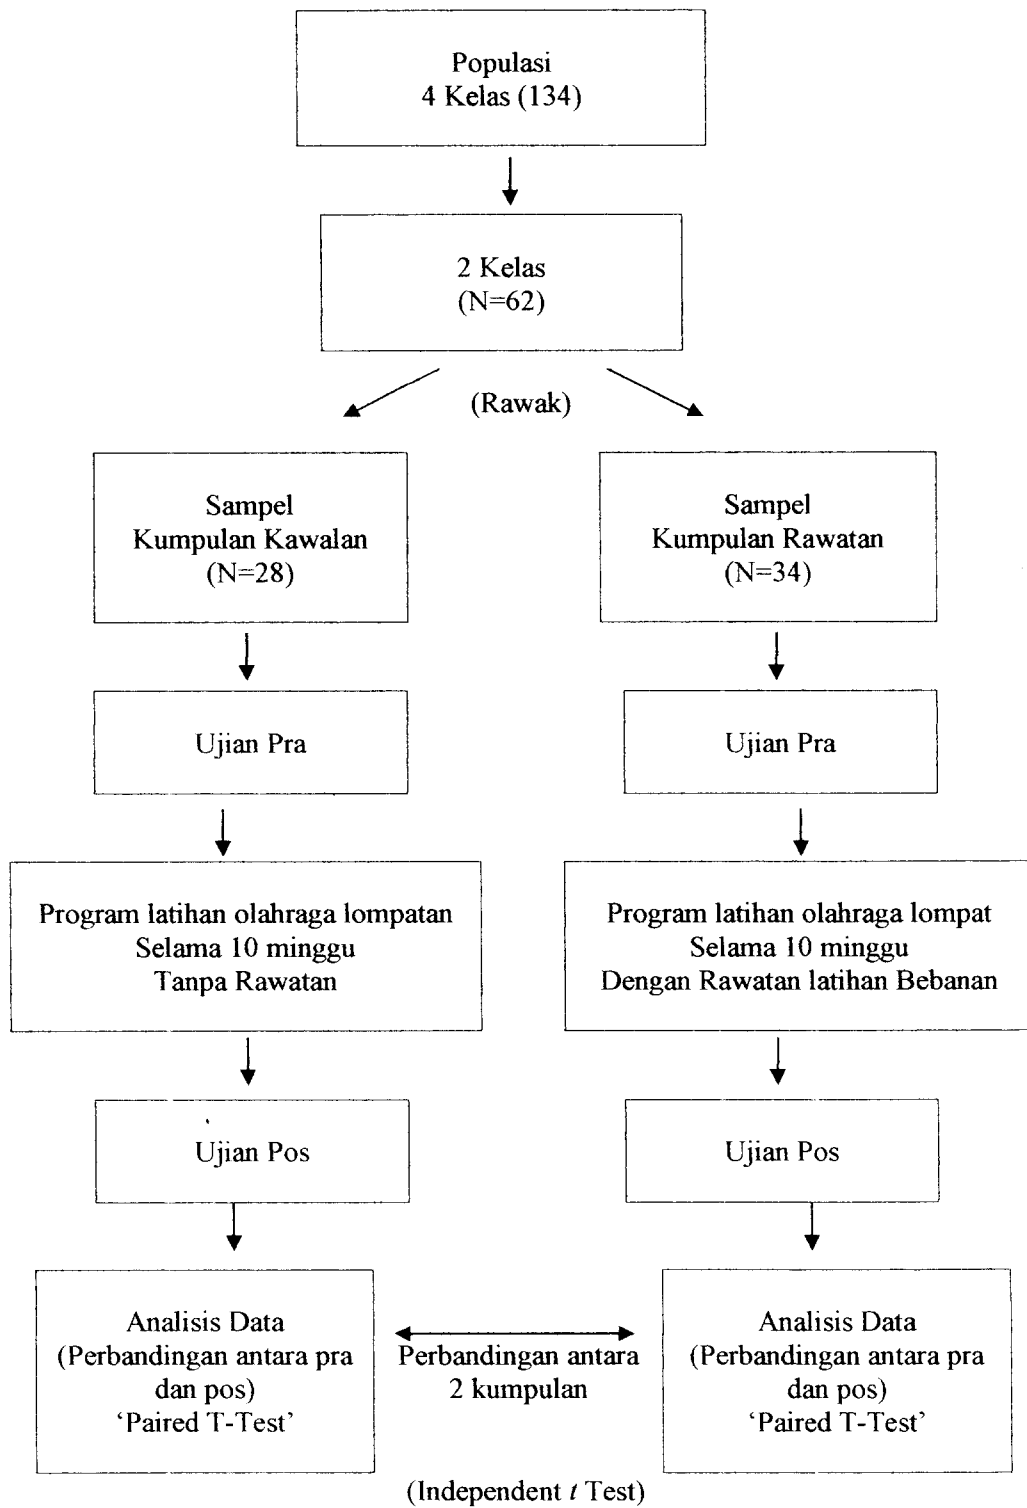 Populasi
4 Kelas (134)
2 Kelas
(N=62)
(Rawak)
Sampel
Kumpulan Kawalan
(N=28)
Sampel
Kumpulan Rawatan
(N=34)
Ujian Pra
Ujian Pra
Program latihan olahraga lompatan
Selama 10 minggu
Tanpa Rawatan
Program latihan olahraga lompat
Selama 10 minggu
Dengan Rawatan latihan Bebanan
Ujian Pos
Ujian Pos
Analisis Data
(Perbandingan antara pra
dan pos)
‘Paired T-Test’
Perbandingan antara
2 kumpulan
Analisis Data
(Perbandingan antara pra
dan pos)
‘Paired T-Test’
(Independent t Test)